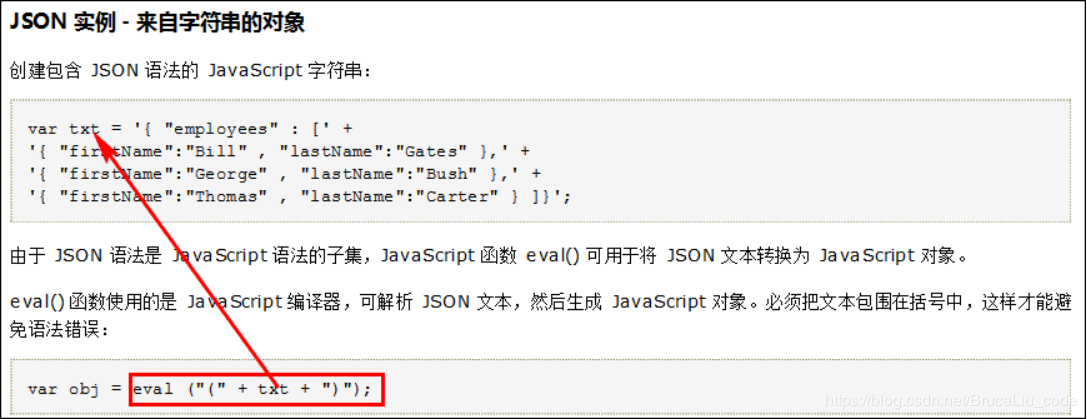 JSON 实例 - 来自字符串的对象
创建包含 JSON 语法的 JavaScript 字符串：
var txt = '{ "employees" : [' +
'{ "firstName":"Bill" , "lastName":"Gates" },' +
'{ "firstName":"George" , "lastName":"Bush" },' +
'{ "firstName":"Thomas" , "lastName":"Carter" } ]}';
由于 JSON 语法是 JavaScript 语法的子集，JavaScript 函数 eval() 可用于将 JSON 文本转换为 JavaScript 对象。
eval() 函数使用的是 JavaScript 编译器，可解析 JSON 文本，然后生成 JavaScript 对象。必须把文本包围在括号中，这样才能避
免语法错误：
var obj = eval ("(" + txt + ")");
https://blog.csdn.net/BruceLiu_code